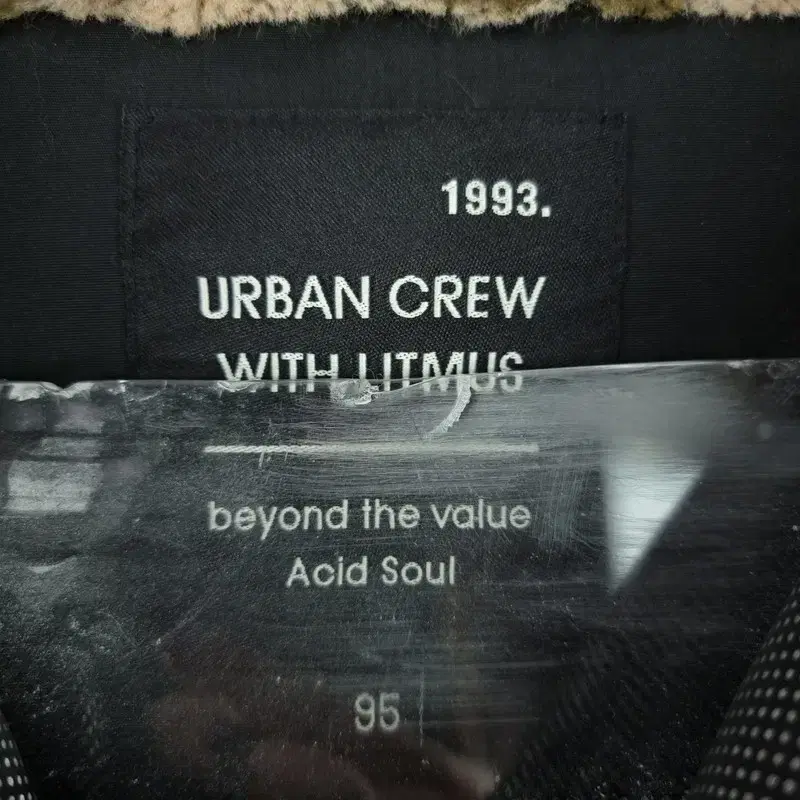 1993.
URBAN CREW
WITH LITMUS
beyond the value
Acid Soul
95